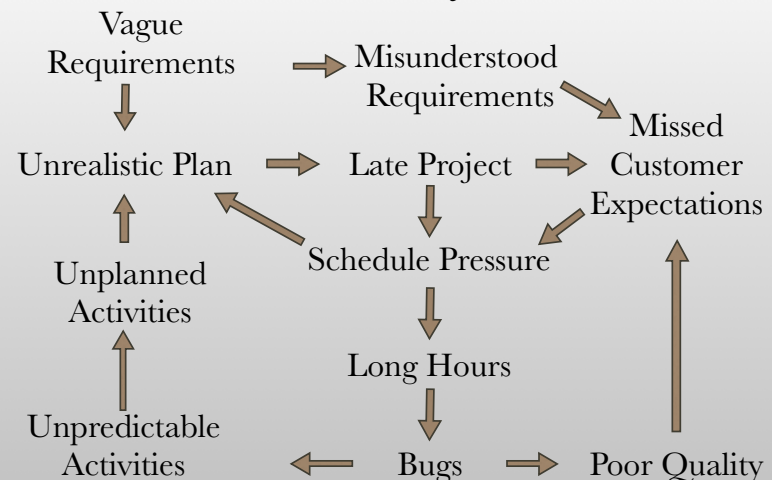 Vague
Requirements
Misunderstood
Requirements
Missed
Customer
Expectations
Unrealistic Plan
Late Project
Schedule Pressure
Unplanned
Activities
Long Hours
Unpredictable
Activities
Bugs
Poor Quality